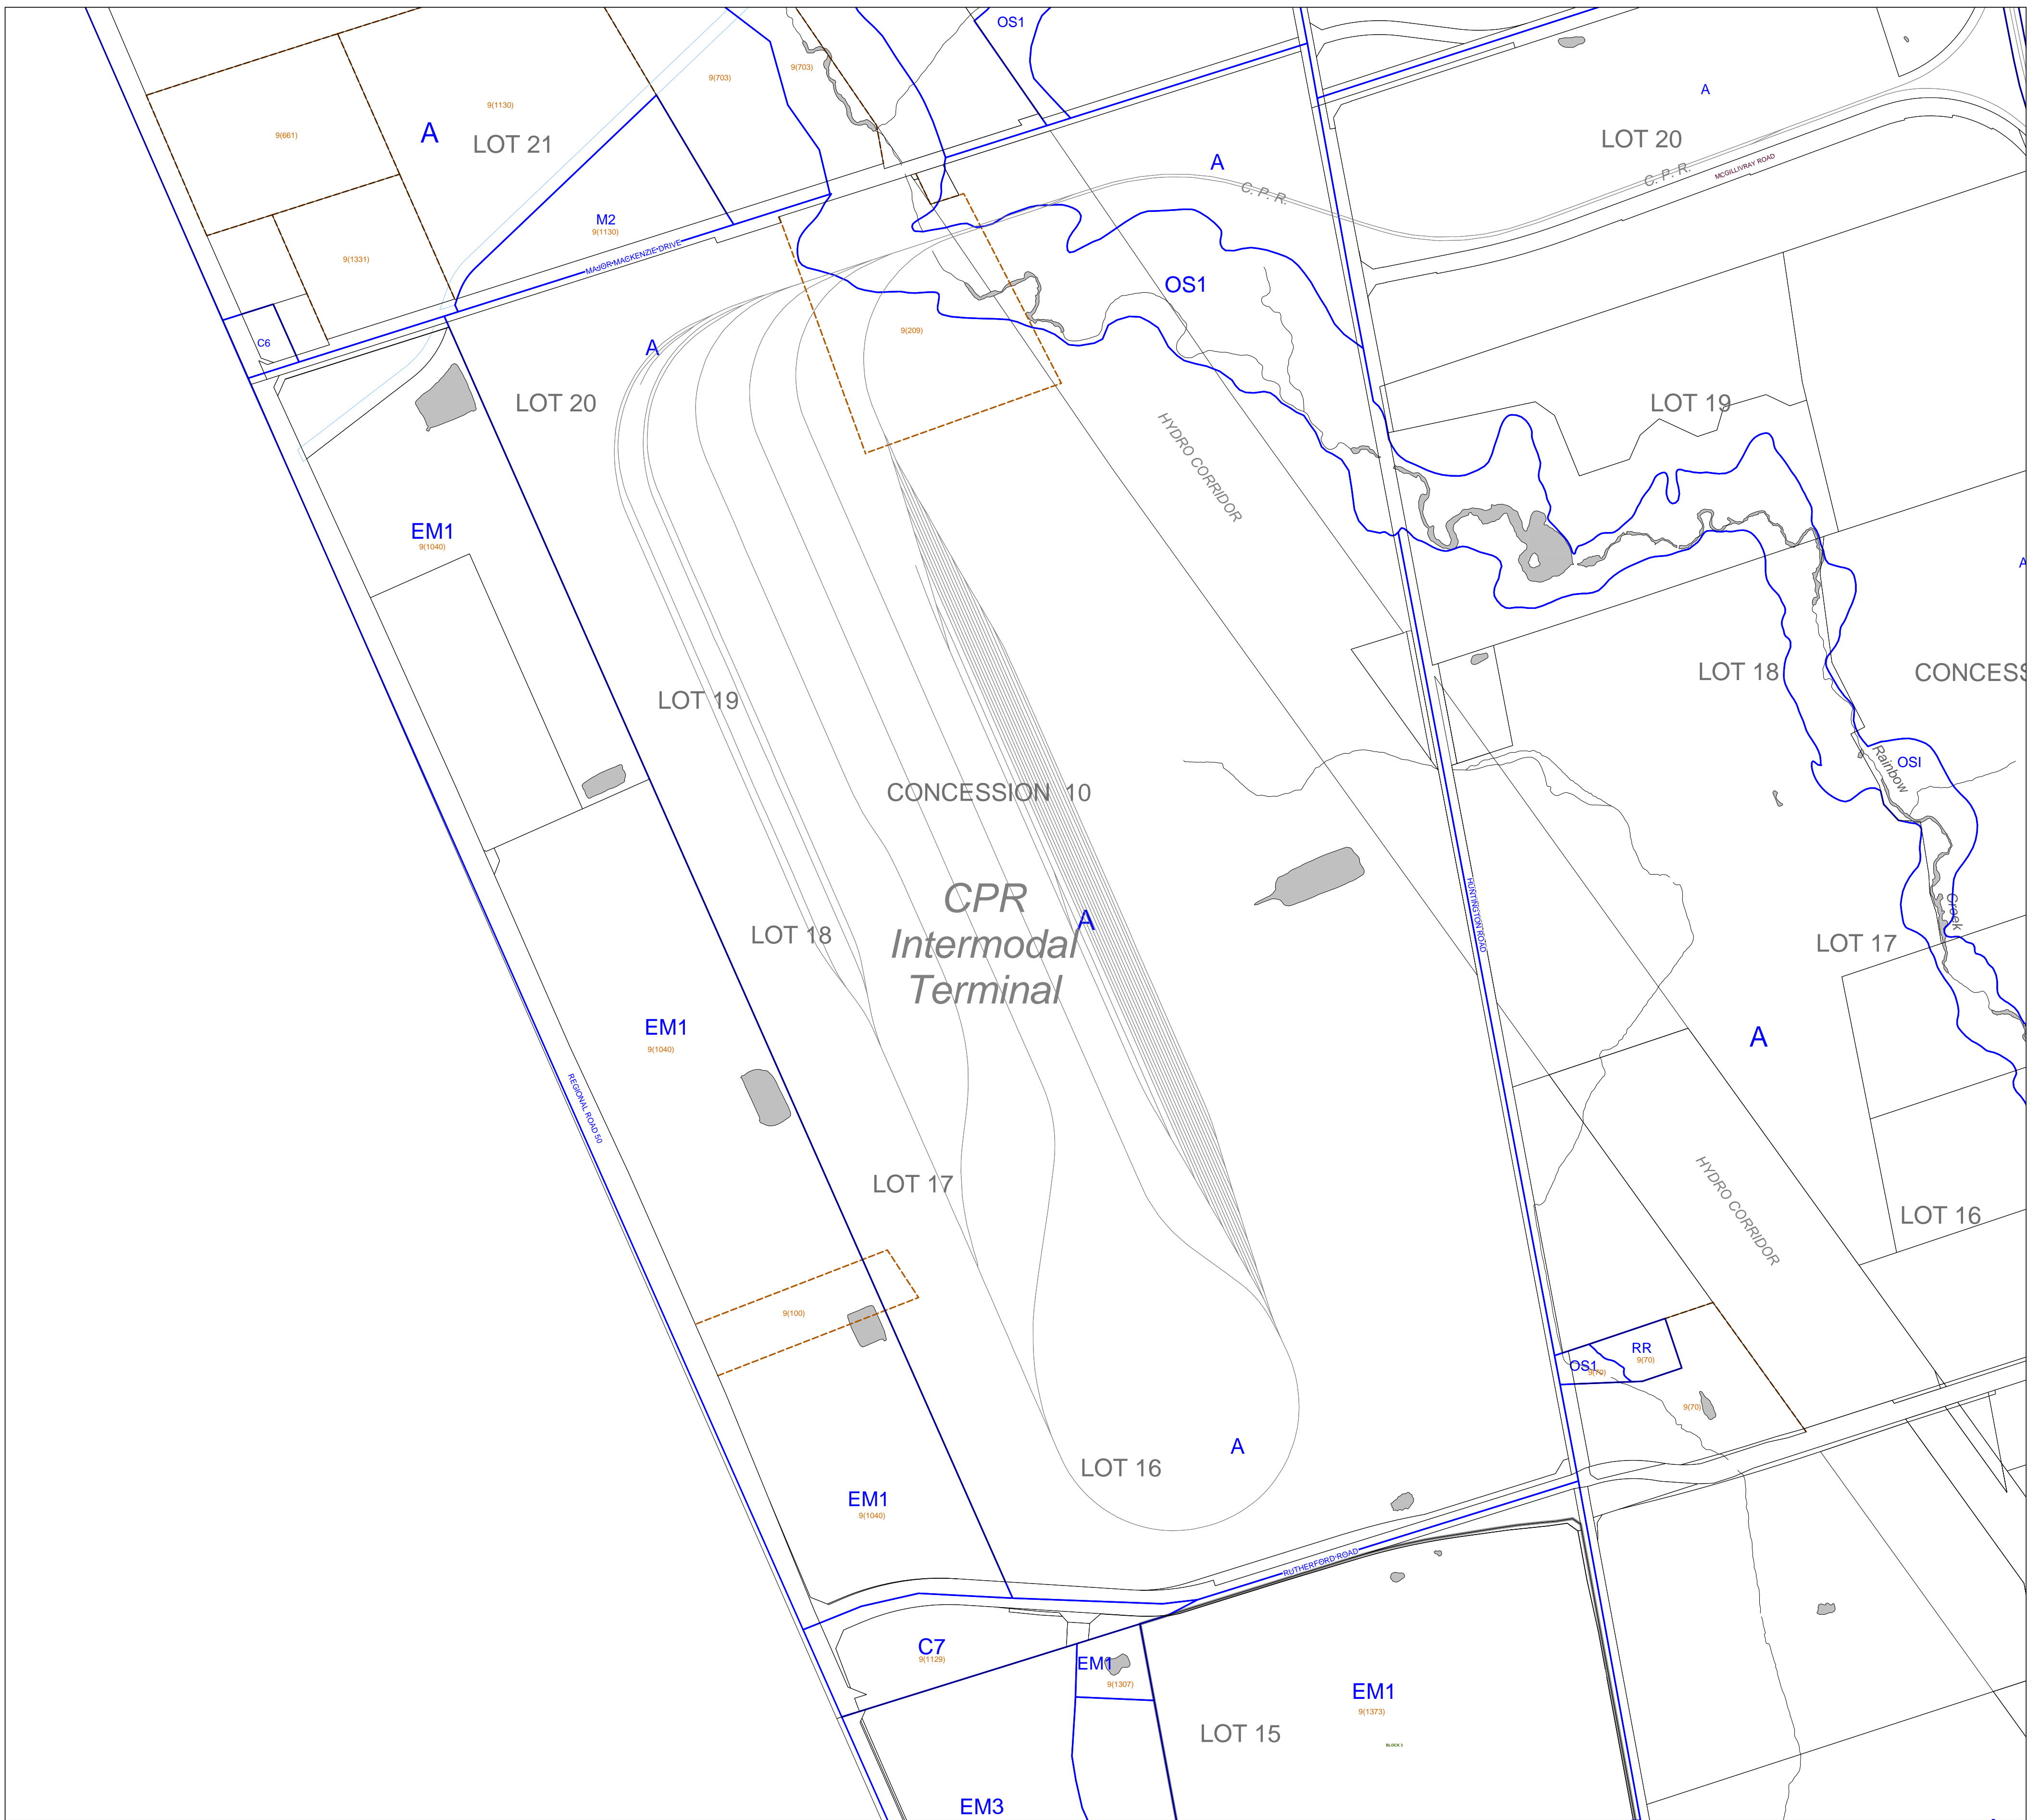 OS1
9(703)
9(703)
9(1130)
A
A
9(661)
LOT 21
LOT 20
A
C. P. R.
MCGILLIVRAY ROAD
C. P. R.
M2
9(1130)
MAJOR MACKENZIE DRIVE
9(1331)
OS1
9(209)
C6
A
LOT 20
LOT 19
HYDRO CORRIDOR
EM1
9(1040)
A
LOT 18
CONCESS
LOT 19
Rainbow
OSI
CONCESSION 10
CPR
Intermodal
Terminal
A
HUNTINGTON ROAD
Creek
LOT 18
LOT 17
EM1
9(1040)
A
REGIONAL ROAD 50
LOT 17
HYDRO CORRIDOR
LOT 16
9(100)
RR
9(70)
OS1
9(70)
9(70)
A
LOT 16
EM1
9(1040)
RUTHERFORD ROAD
C7
9(1129)
EM1
9(1307)
EM1
9(1373)
LOT 15
BLOCK 3
EM3